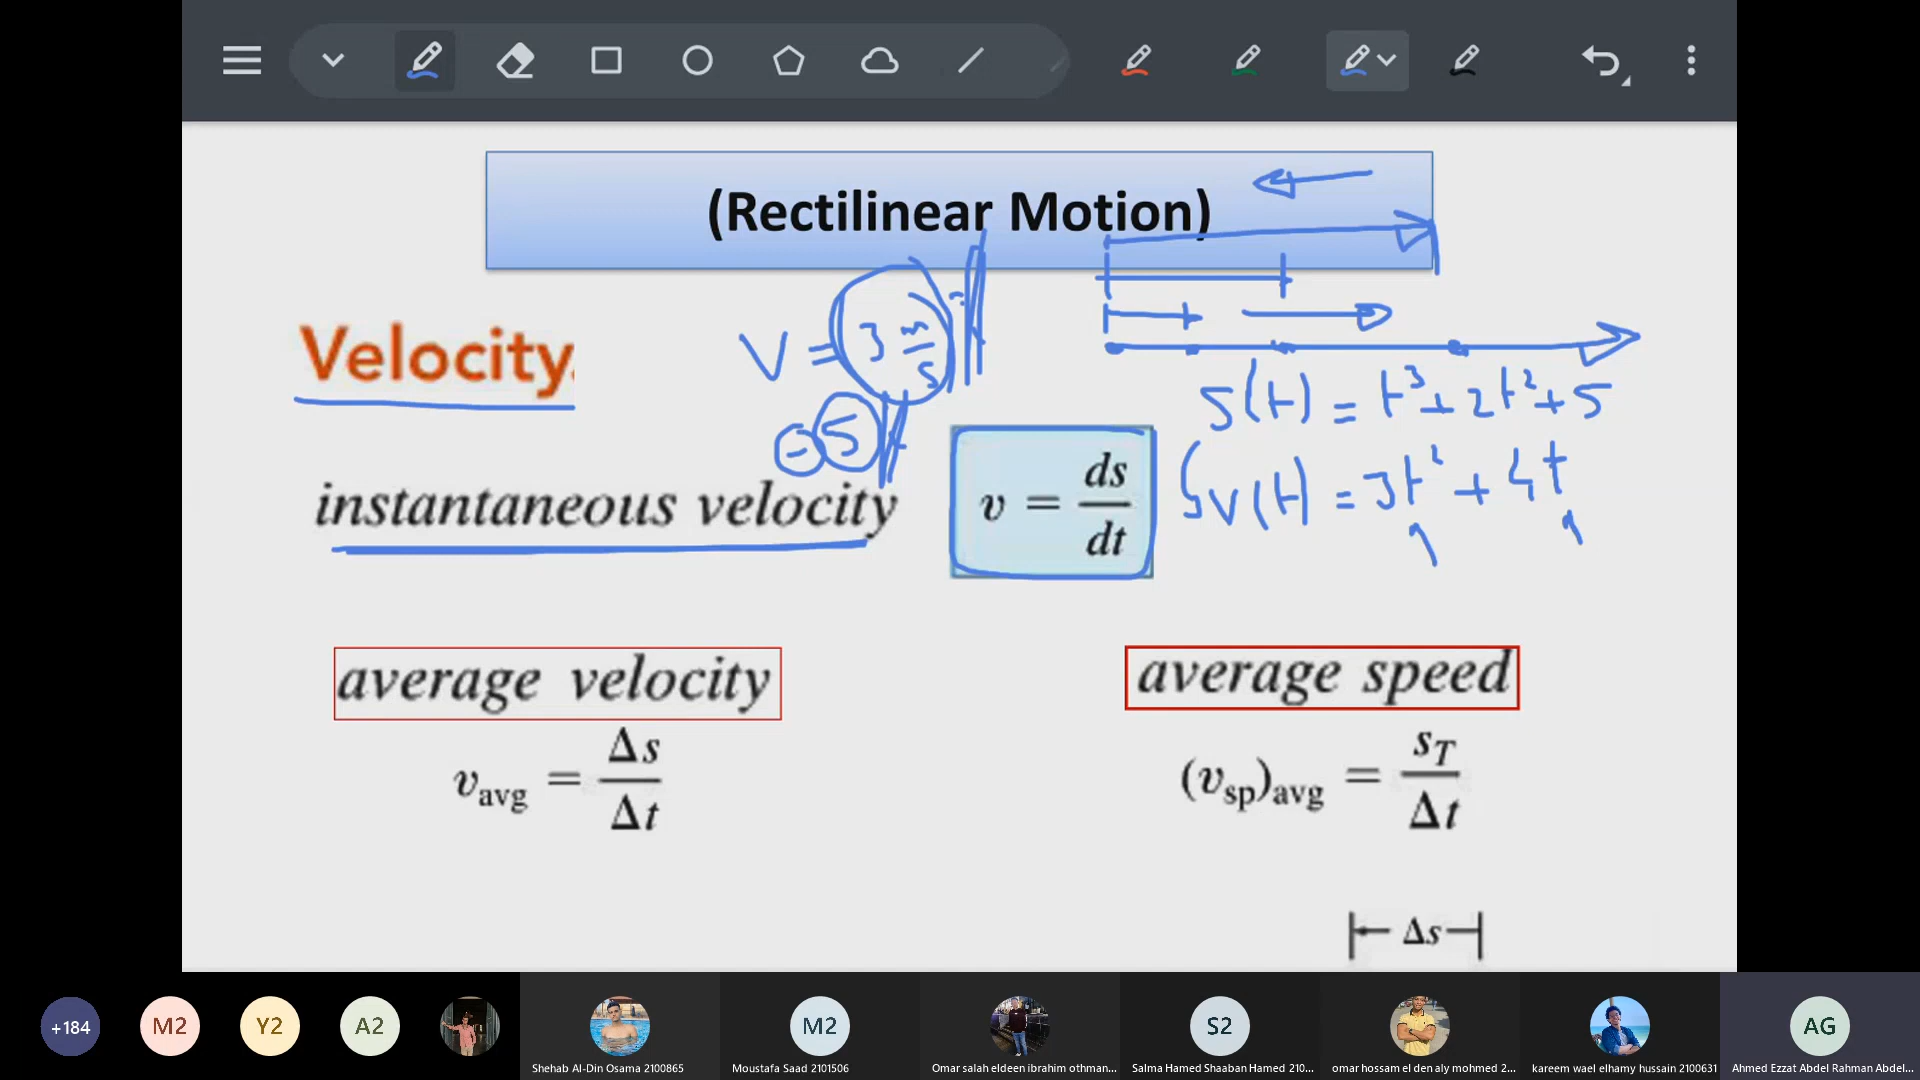 (Rectilinear Motion)
Velocity
V = 3 m/s
- 5
S(t) = t³ + 2t² + 5
V(t) = 3t² + 4t
instantaneous velocity
v = ds/dt
average velocity
v_avg = Δs/Δt
average speed
(v_sp)_avg = s_T/Δt
Δs
+184
M2
Y2
A2
M2
S2
AG
Shehab Al-Din Osama 2100865
Moustafa Saad 2101506
Omar salah eldeen ibrahim othman...
Salma Hamed Shaaban Hamed 210...
omar hossam el den aly mohmed 2...
kareem wael elhamy hussain 2100631
Ahmed Ezzat Abdel Rahman Abdel...